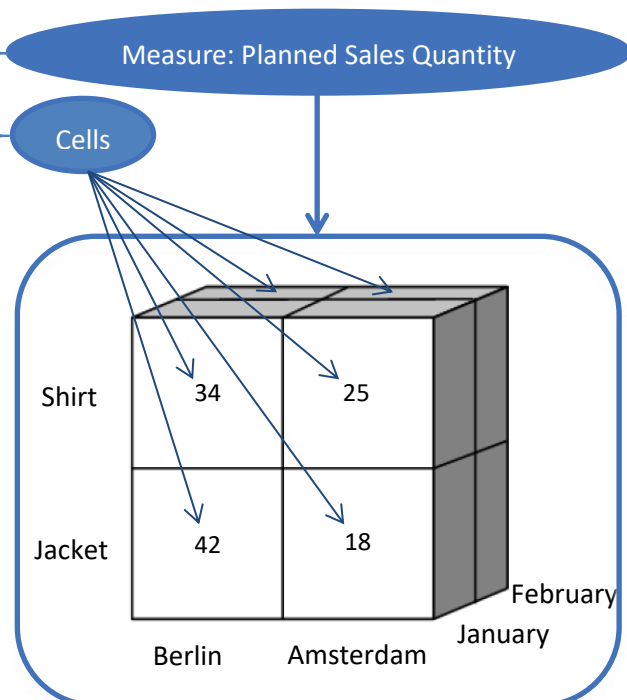 Measure: Planned Sales Quantity
Cells
Shirt
34
25
Jacket
42
18
February
January
Berlin
Amsterdam